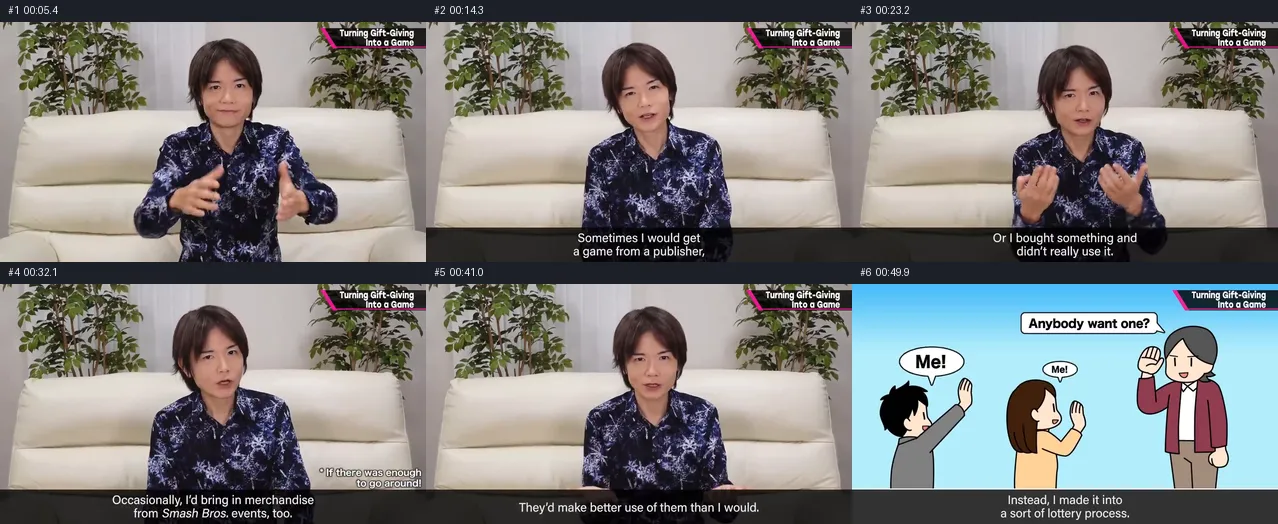 #1 00:05.4
Turning Gift-Giving
Into a Game
#2 00:14.3
Turning Gift-Giving
Into a Game
Sometimes I would get
a game from a publisher,
#3 00:23.2
Turning Gift-Giving
Into a Game
Or I bought something and
didn't really use it.
#4 00:32.1
Turning Gift-Giving
Into a Game
* If there was enough
to go around!
Occasionally, I'd bring in merchandise
from Smash Bros. events, too.
#5 00:41.0
Turning Gift-Giving
Into a Game
They'd make better use of them than I would.
#6 00:49.9
Turning Gift-Giving
Into a Game
Anybody want one?
Me!
Me!
Instead, I made it into
a sort of lottery process.